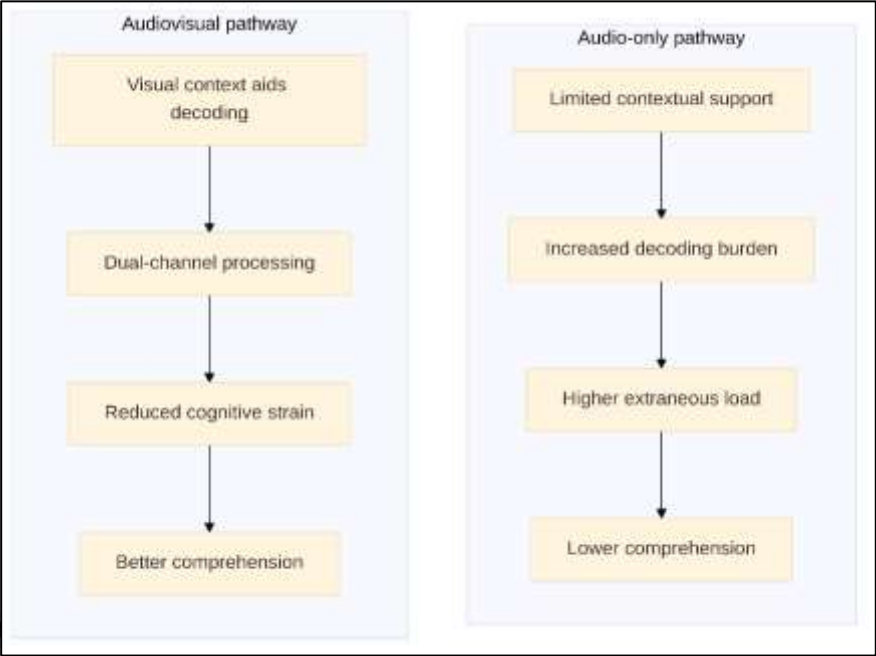 Audiovisual pathway
Visual context aids
decoding
Dual-channel processing
Reduced cognitive strain
Better comprehension
Audio-only pathway
Limited contextual support
Increased decoding burden
Higher extraneous load
Lower comprehension